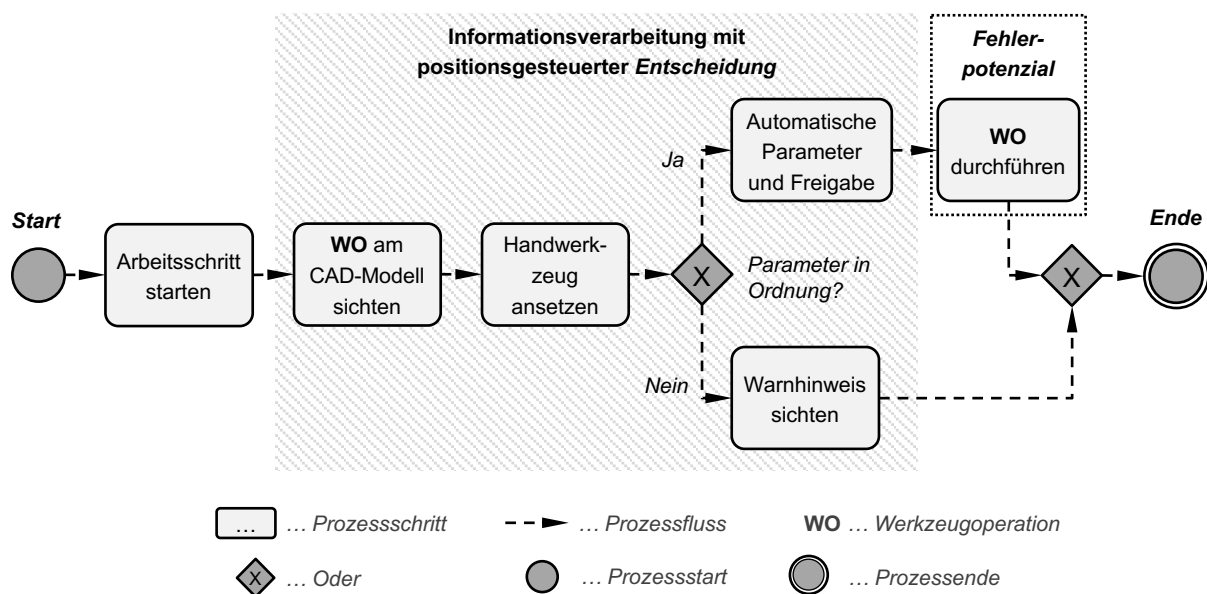 Informationsverarbeitung mit
positionsgesteuerter Entscheidung
Fehler-
potenzial
Automatische
Parameter
und Freigabe
WO
durchführen
Ja
Start
Ende
Arbeitsschritt
starten
WO am
CAD-Modell
sichten
Handwerk-
zeug
ansetzen
X
Parameter in
Ordnung?
X
Nein
Warnhinweis
sichten
… … Prozessschritt
… Prozessfluss
WO … Werkzeugoperation
X … Oder
… Prozessstart
… Prozessende